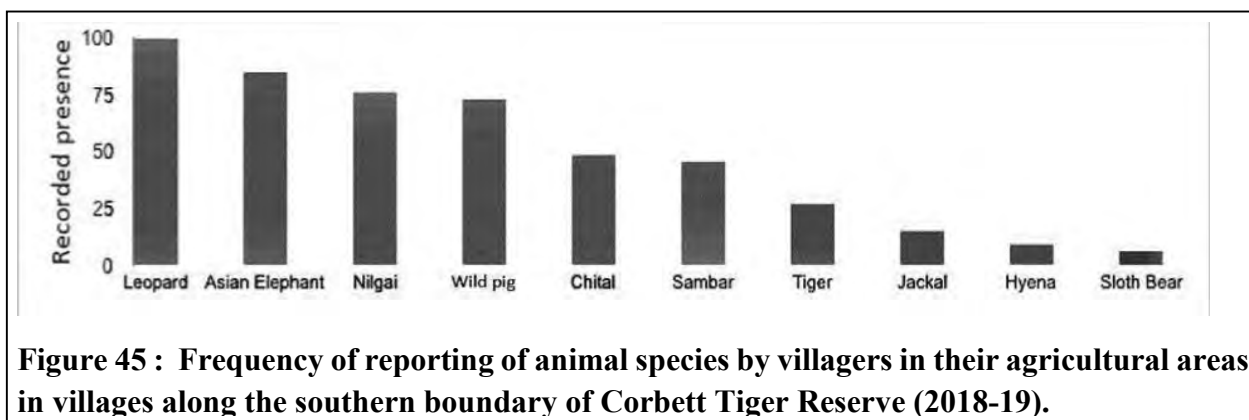 100
75
50
25
0
Recorded presence
Leopard Asian Elephant Nilgai Wild pig Chital Sambar Tiger Jackal Hyena Sloth Bear
Figure 45 : Frequency of reporting of animal species by villagers in their agricultural areas
in villages along the southern boundary of Corbett Tiger Reserve (2018-19).